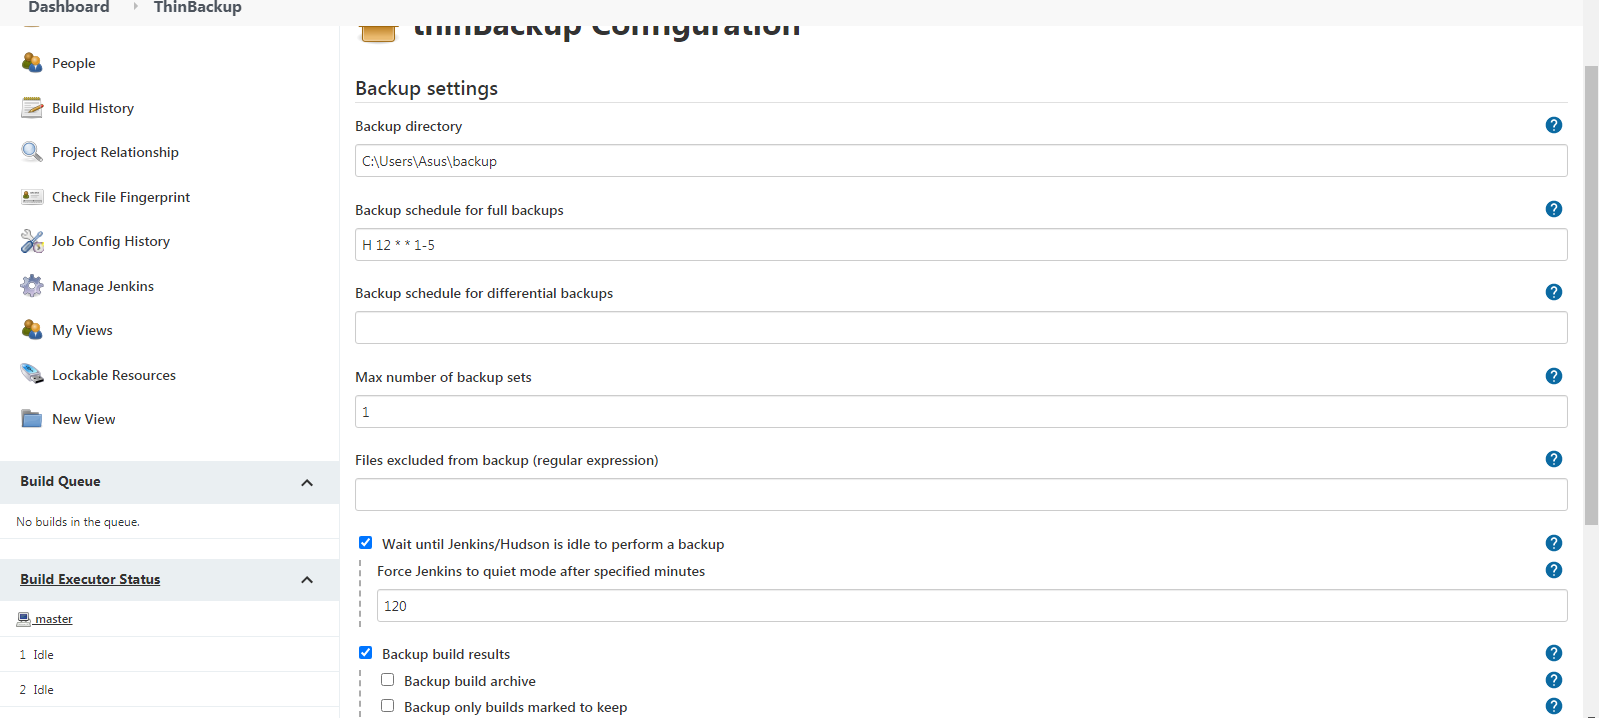 Dashboard ThinBackup
People
Build History
Project Relationship
Check File Fingerprint
Job Config History
Manage Jenkins
My Views
Lockable Resources
New View
Build Queue
No builds in the queue.
Build Executor Status
master
1 Idle
2 Idle
thinBackup Configuration
Backup settings
Backup directory
C:\Users\Asus\backup
Backup schedule for full backups
H 12 * * 1-5
Backup schedule for differential backups
Max number of backup sets
1
Files excluded from backup (regular expression)
Wait until Jenkins/Hudson is idle to perform a backup
Force Jenkins to quiet mode after specified minutes
120
Backup build results
Backup build archive
Backup only builds marked to keep